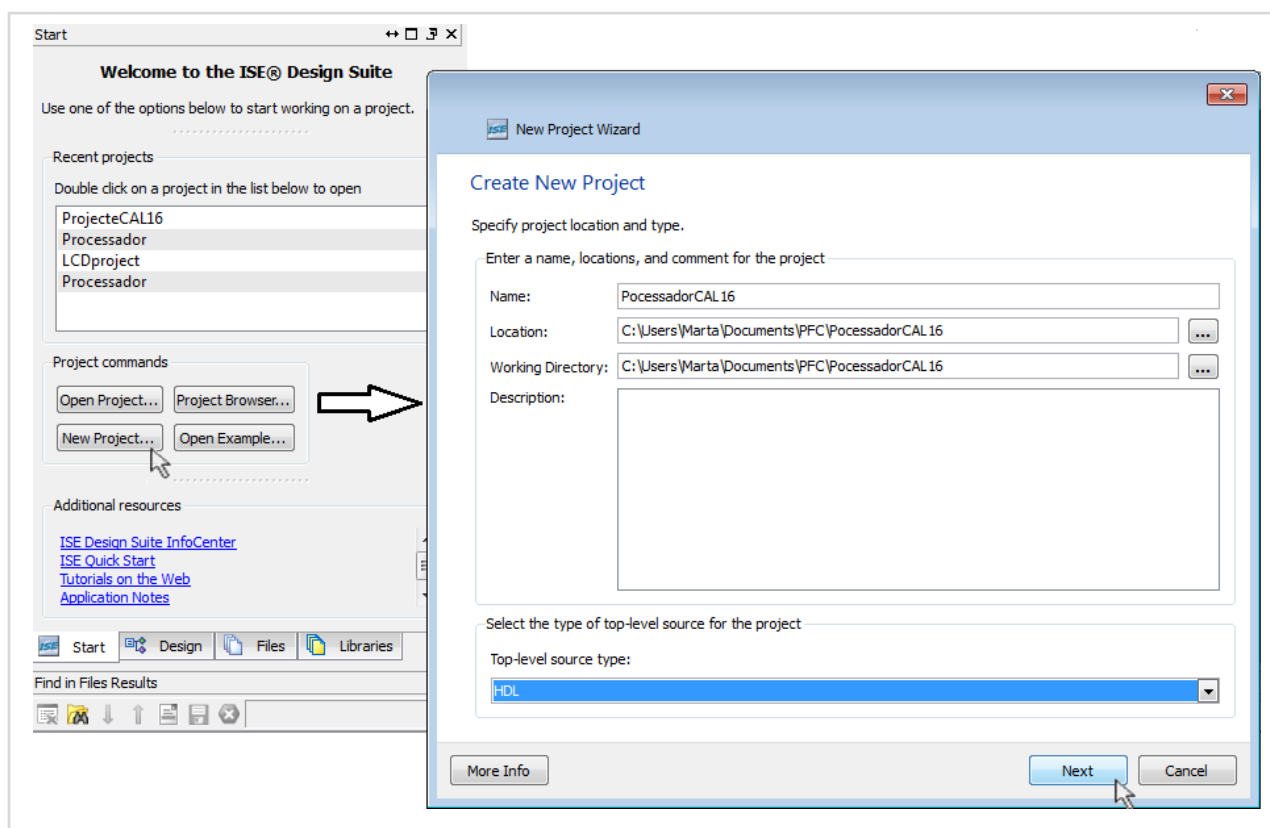 Start
Welcome to the ISE® Design Suite
Use one of the options below to start working on a project.
Recent projects
Double click on a project in the list below to open
ProjecteCAL16
Processador
LCDproject
Processador
Project commands
Open Project...
Project Browser...
New Project...
Open Example...
Additional resources
ISE Design Suite InfoCenter
ISE Quick Start
Tutorials on the Web
Application Notes
ISE Start
Design
Files
Libraries
Find in Files Results
ISE New Project Wizard
Create New Project
Specify project location and type.
Enter a name, locations, and comment for the project
Name: PocessadorCAL16
Location: C:\Users\Marta\Documents\PFC\PocessadorCAL16 ...
Working Directory: C:\Users\Marta\Documents\PFC\PocessadorCAL16 ...
Description:
Select the type of top-level source for the project
Top-level source type:
HDL
More Info
Next
Cancel